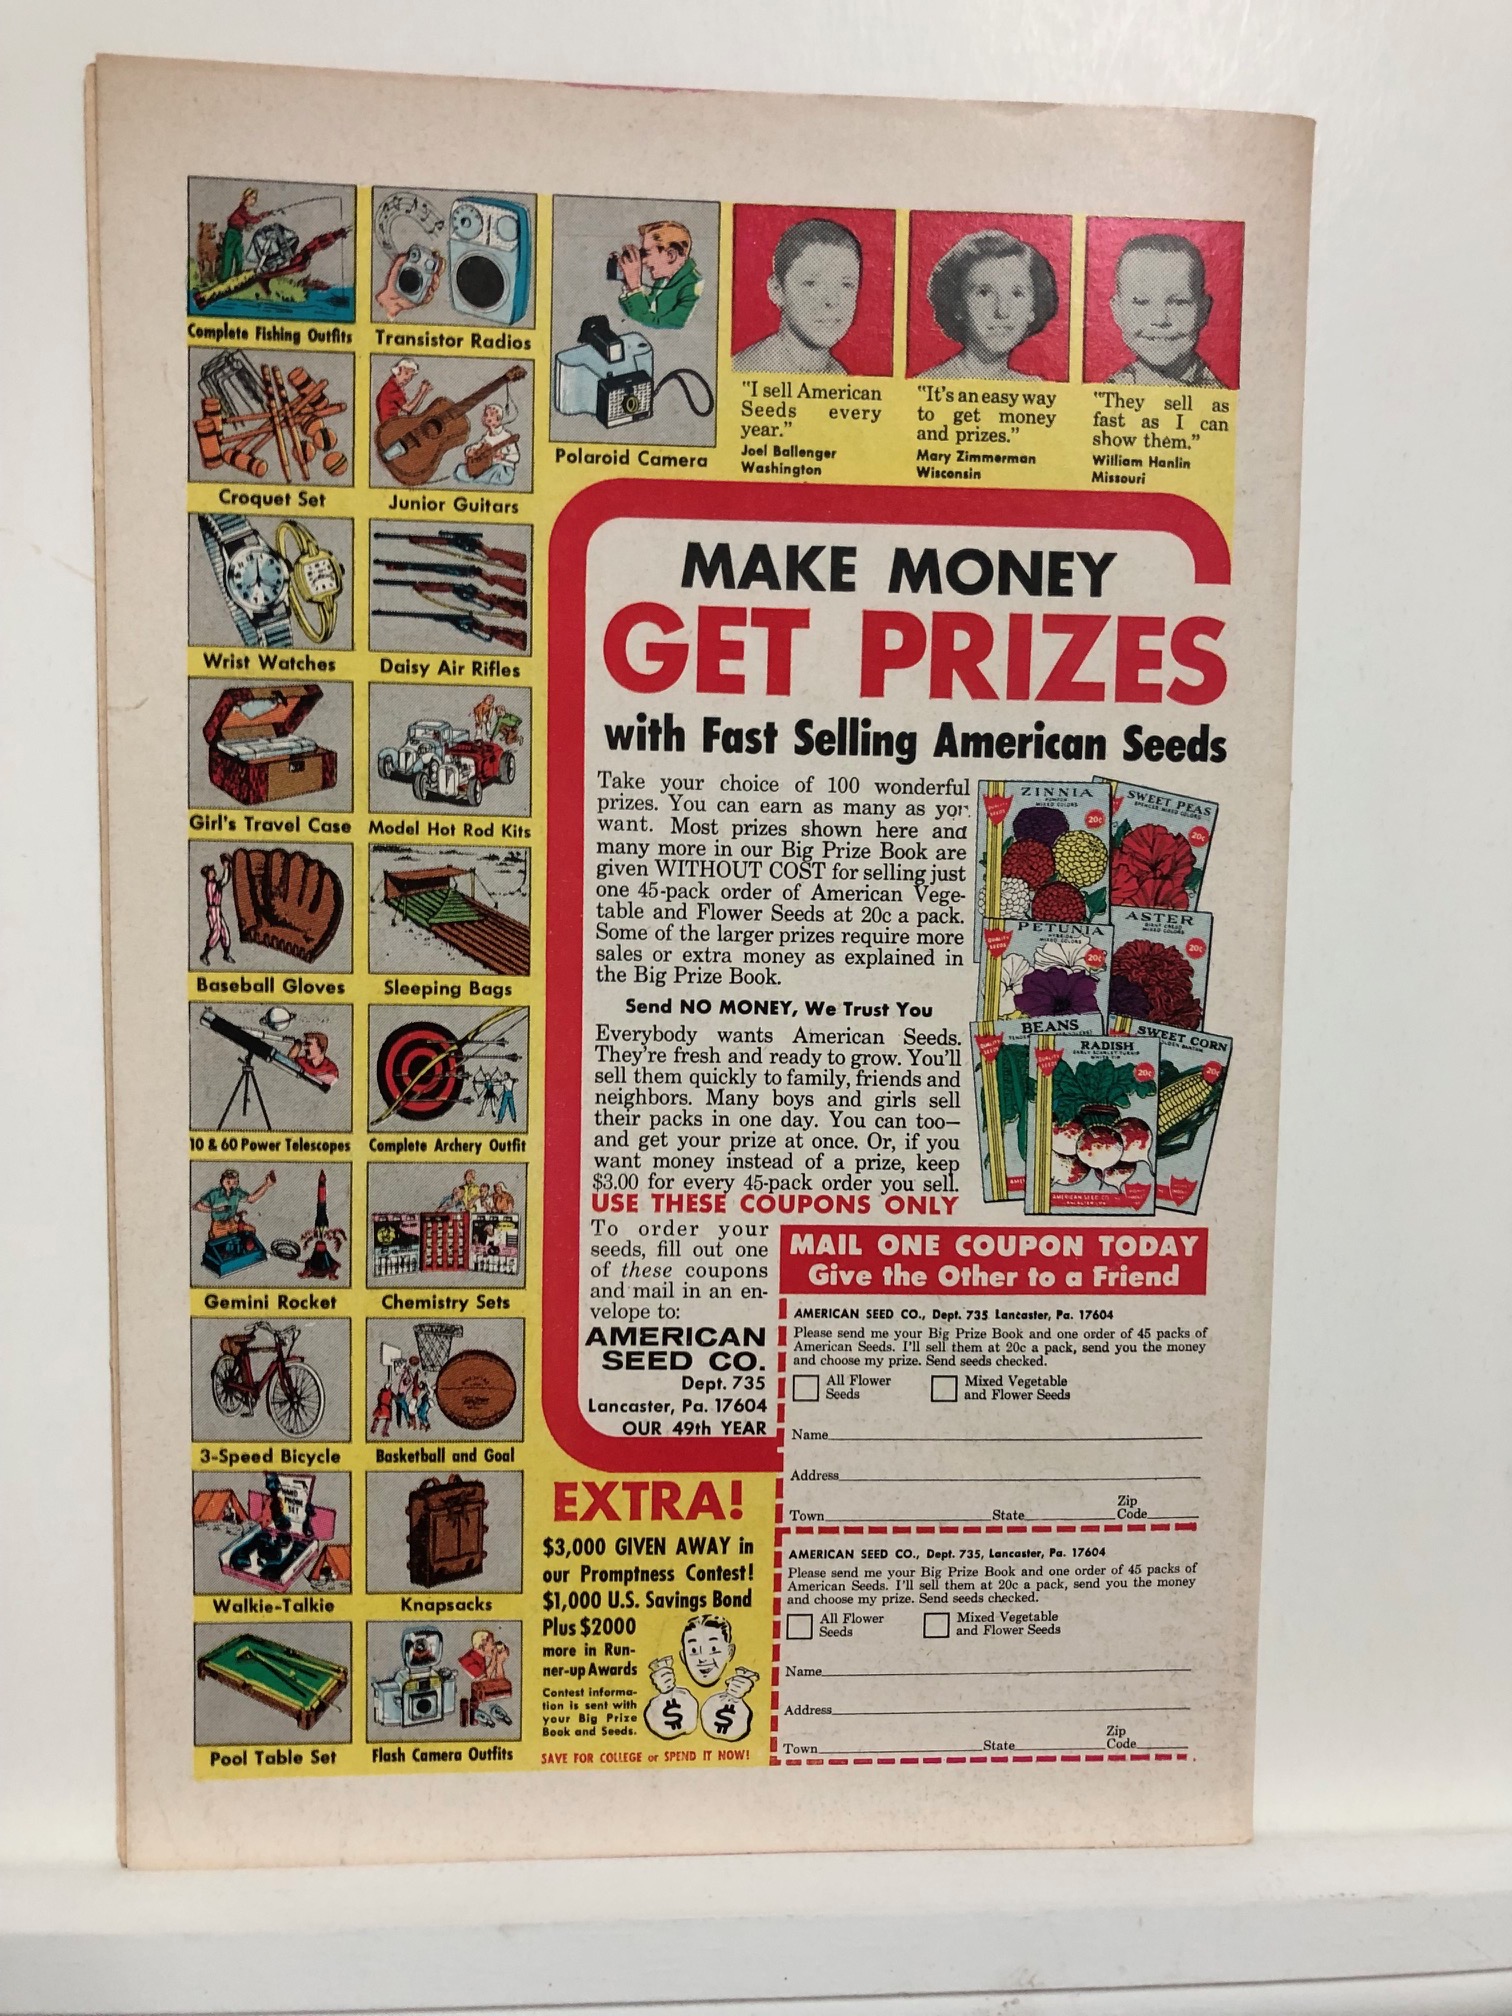 Complete Fishing Outfits
Transistor Radios
Croquet Set
Junior Guitars
Polaroid Camera
Wrist Watches
Daisy Air Rifles
Girl's Travel Case
Model Hot Rod Kits
Baseball Gloves
Sleeping Bags
10 & 60 Power Telescopes
Complete Archery Outfit
Gemini Rocket
Chemistry Sets
3-Speed Bicycle
Basketball and Goal
Walkie-Talkie
Knapsacks
Pool Table Set
Flash Camera Outfits
"I sell American
Seeds every
year."
Joel Ballenger
Washington
"It's an easy way
to get money
and prizes."
Mary Zimmerman
Wisconsin
"They sell as
fast as I can
show them."
William Hanlin
Missouri
MAKE MONEY
GET PRIZES
with Fast Selling American Seeds
Take your choice of 100 wonderful
prizes. You can earn as many as you
want. Most prizes shown here and
many more in our Big Prize Book are
given WITHOUT COST for selling just
one 45-pack order of American Vege-
table and Flower Seeds at 20c a pack.
Some of the larger prizes require more
sales or extra money as explained in
the Big Prize Book.
Send NO MONEY, We Trust You
Everybody wants American Seeds.
They're fresh and ready to grow. You'll
sell them quickly to family, friends and
neighbors. Many boys and girls sell
their packs in one day. You can too—
and get your prize at once. Or, if you
want money instead of a prize, keep
$3.00 for every 45-pack order you sell.
USE THESE COUPONS ONLY
To order your
seeds, fill out one
of these coupons
and mail in an en-
velope to:
AMERICAN
SEED CO.
Dept. 735
Lancaster, Pa. 17604
OUR 49th YEAR
ZINNIA
MIXED COLORS
20c
SWEET PEAS
SPENCER MIXED COLORS
20c
PETUNIA
MIXED COLORS
20c
ASTER
MIXED COLORS
20c
BEANS
SWEET CORN
20c
RADISH
20c
AMERICAN SEED CO.
MAIL ONE COUPON TODAY
Give the Other to a Friend
AMERICAN SEED CO., Dept. 735 Lancaster, Pa. 17604
Please send me your Big Prize Book and one order of 45 packs of
American Seeds. I'll sell them at 20c a pack, send you the money
and choose my prize. Send seeds checked.
All Flower
Seeds
Mixed Vegetable
and Flower Seeds
Name
Address
Town State Zip Code
AMERICAN SEED CO., Dept. 735, Lancaster, Pa. 17604
Please send me your Big Prize Book and one order of 45 packs of
American Seeds. I'll sell them at 20c a pack, send you the money
and choose my prize. Send seeds checked.
All Flower
Seeds
Mixed Vegetable
and Flower Seeds
Name
Address
Town State Zip Code
EXTRA!
$3,000 GIVEN AWAY in
our Promptness Contest!
$1,000 U.S. Savings Bond
Plus $2000
more in Run-
ner-up Awards
Contest informa-
tion is sent with
your Big Prize
Book and Seeds.
$ $
SAVE FOR COLLEGE or SPEND IT NOW!